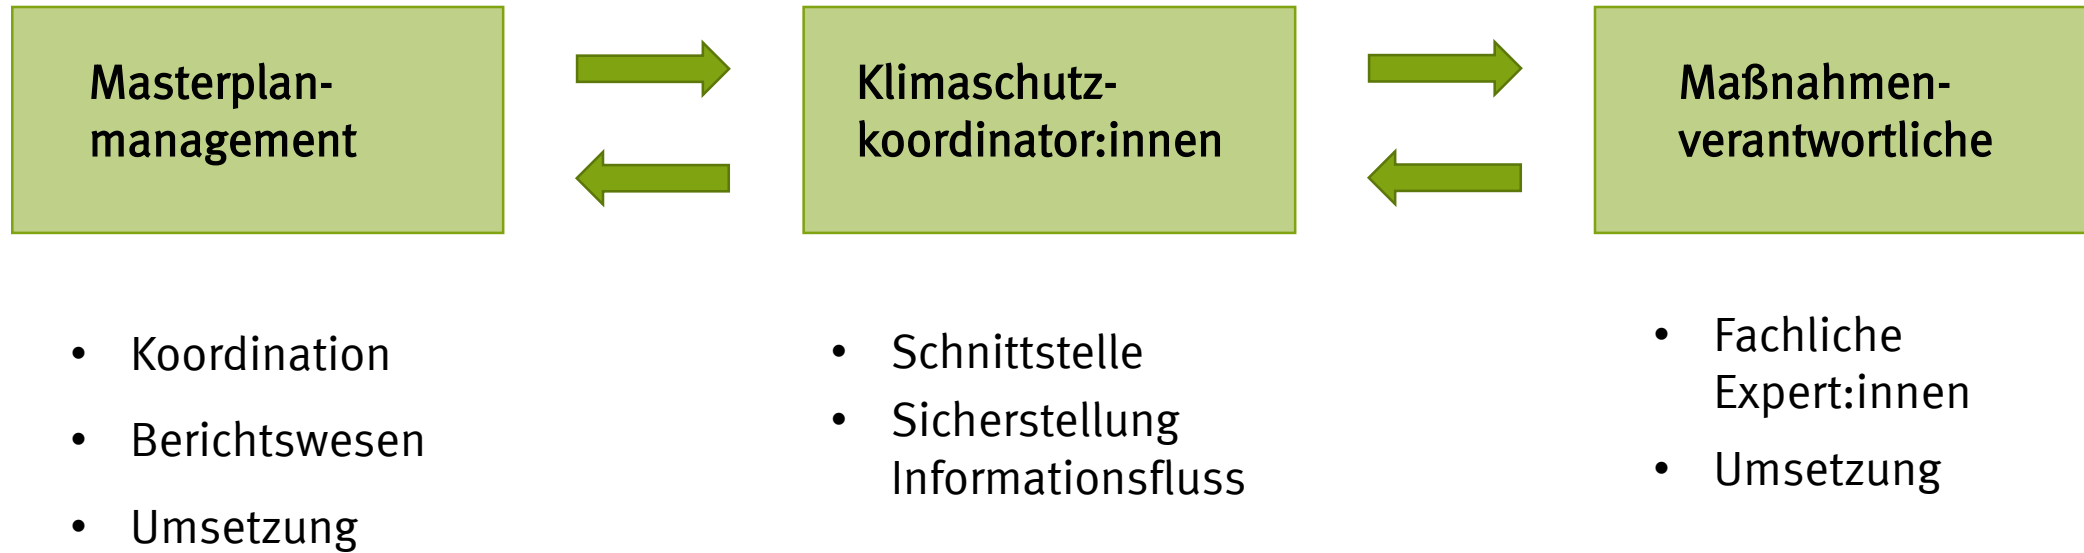 Masterplan-
management
Klimaschutz-
koordinator:innen
Maßnahmen-
verantwortliche
• Koordination
• Berichtswesen
• Umsetzung
• Schnittstelle
• Sicherstellung
Informationsfluss
• Fachliche
Expert:innen
• Umsetzung